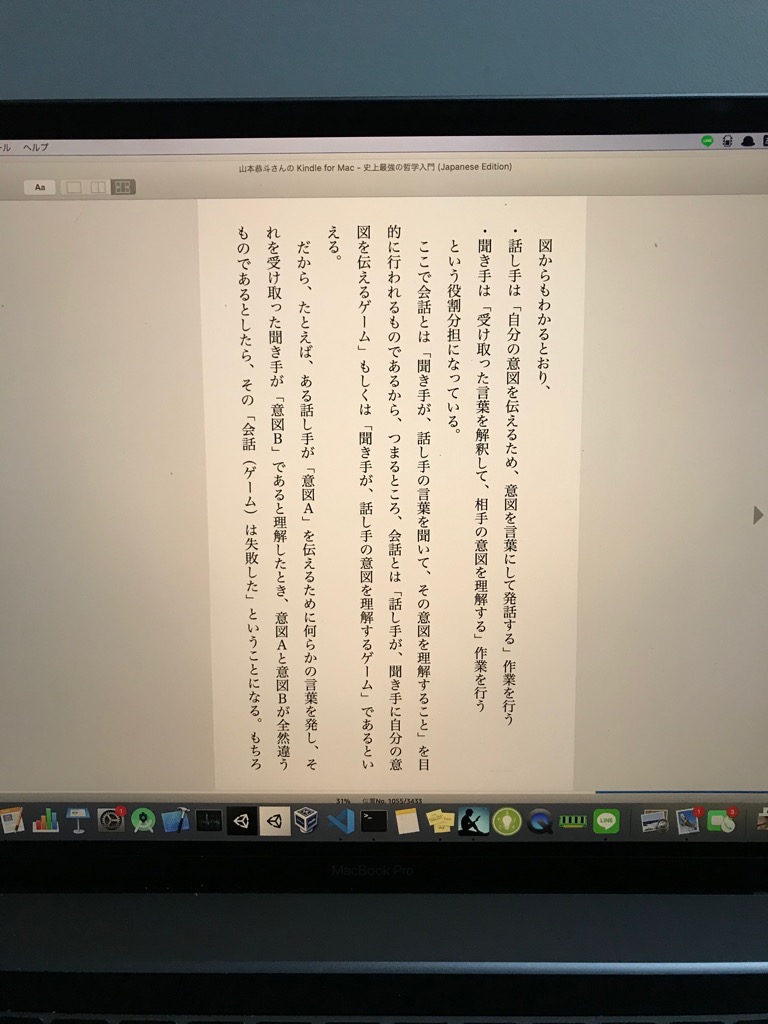 ール ヘルプ
山本恭斗さんの Kindle for Mac - 史上最強の哲学入門 (Japanese Edition)
Aa
図からもわかるとおり、
・話し手は「自分の意図を伝えるため、意図を言葉にして発話する」作業を行う
・聞き手は「受け取った言葉を解釈して、相手の意図を理解する」作業を行う
という役割分担になっている。
ここで会話とは「聞き手が、話し手の言葉を聞いて、その意図を理解すること」を目
的に行われるものであるから、つまるところ、会話とは「話し手が、聞き手に自分の意
図を伝えるゲーム」もしくは「聞き手が、話し手の意図を理解するゲーム」であるとい
える。
だから、たとえば、ある話し手が「意図A」を伝えるために何らかの言葉を発し、そ
れを受け取った聞き手が「意図B」であると理解したとき、意図Aと意図Bが全然違う
ものであるとしたら、その「会話（ゲーム）は失敗した」ということになる。もちろ
31% 位置No. 1055/3433
1
1
3
LINE
MacBook Pro